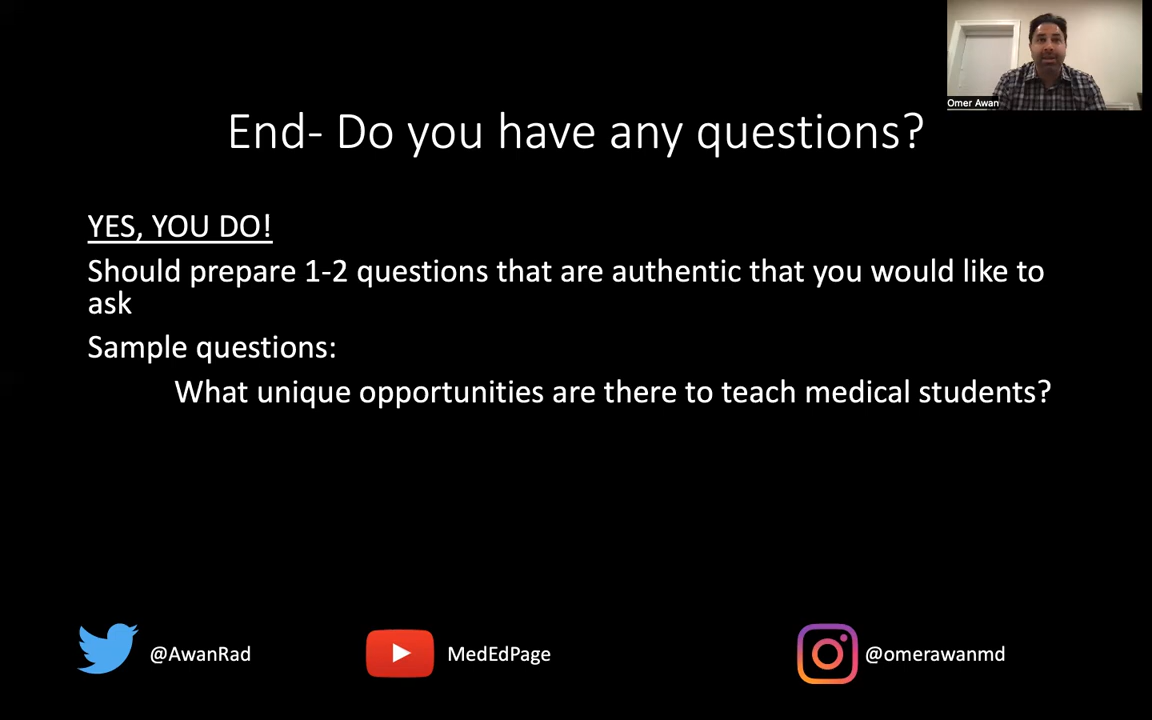 Omer Awan
End- Do you have any questions?
YES, YOU DO!
Should prepare 1-2 questions that are authentic that you would like to
ask
Sample questions:
What unique opportunities are there to teach medical students?
@AwanRad
MedEdPage
@omerawanmd